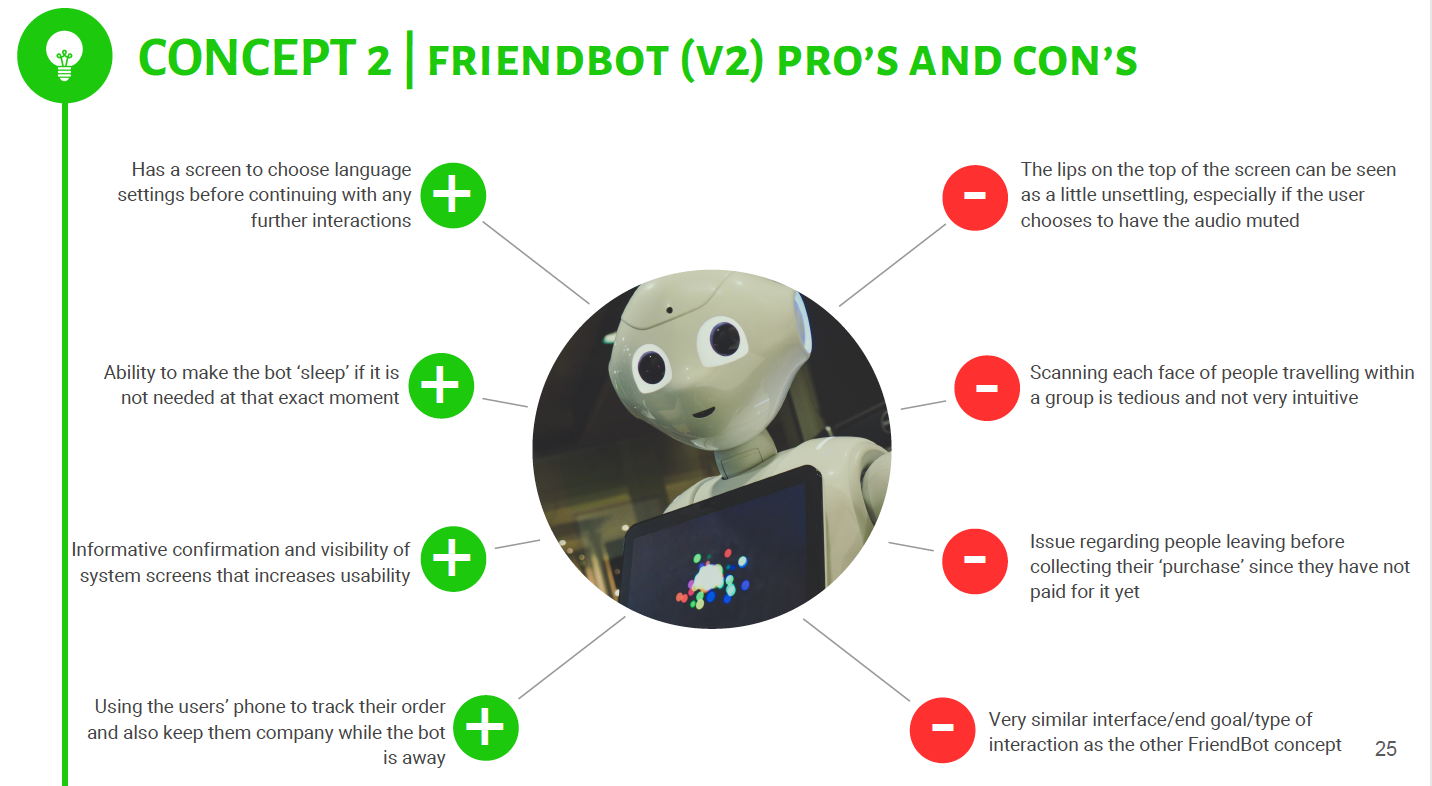 CONCEPT 2 | FRIENDBOT (V2) PRO'S AND CON'S
Has a screen to choose language
settings before continuing with any
further interactions
Ability to make the bot ‘sleep’ if it is
not needed at that exact moment
Informative confirmation and visibility of
system screens that increases usability
Using the users’ phone to track their order
and also keep them company while the bot
is away
The lips on the top of the screen can be seen
as a little unsettling, especially if the user
chooses to have the audio muted
Scanning each face of people travelling within
a group is tedious and not very intuitive
Issue regarding people leaving before
collecting their ‘purchase’ since they have not
paid for it yet
Very similar interface/end goal/type of
interaction as the other FriendBot concept
25